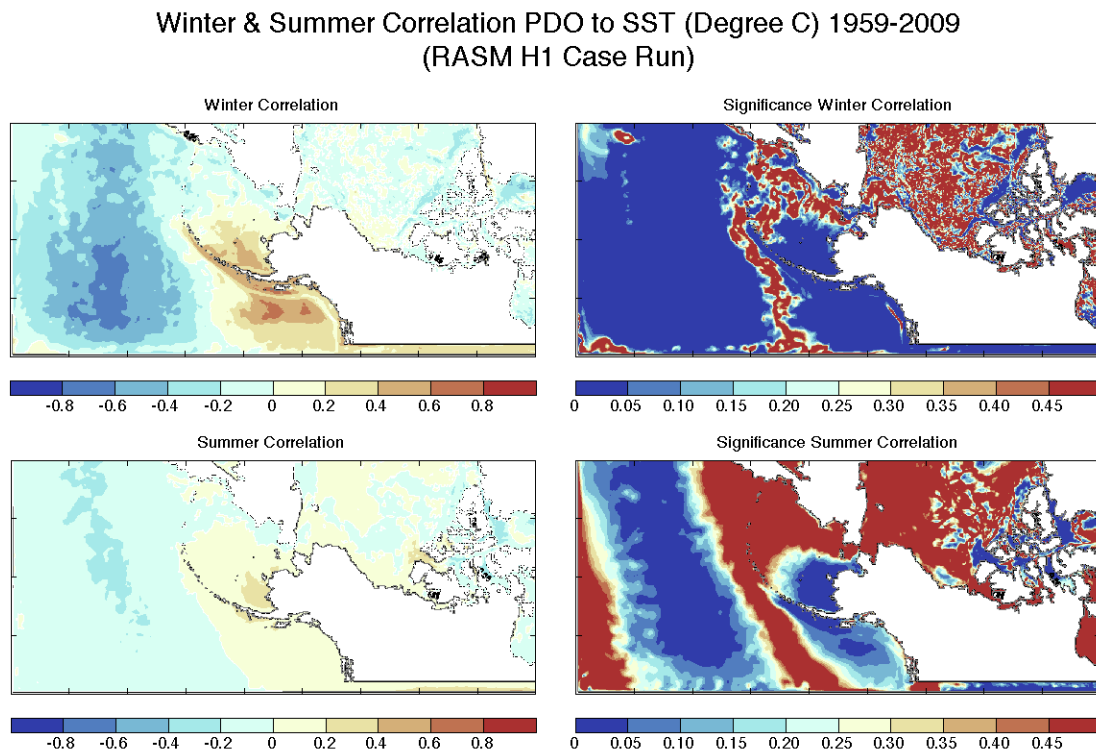 Winter & Summer Correlation PDO to SST (Degree C) 1959-2009
(RASM H1 Case Run)
Winter Correlation
Significance Winter Correlation
-0.8 -0.6 -0.4 -0.2 0 0.2 0.4 0.6 0.8
0 0.05 0.10 0.15 0.20 0.25 0.30 0.35 0.40 0.45
Summer Correlation
Significance Summer Correlation
-0.8 -0.6 -0.4 -0.2 0 0.2 0.4 0.6 0.8
0 0.05 0.10 0.15 0.20 0.25 0.30 0.35 0.40 0.45